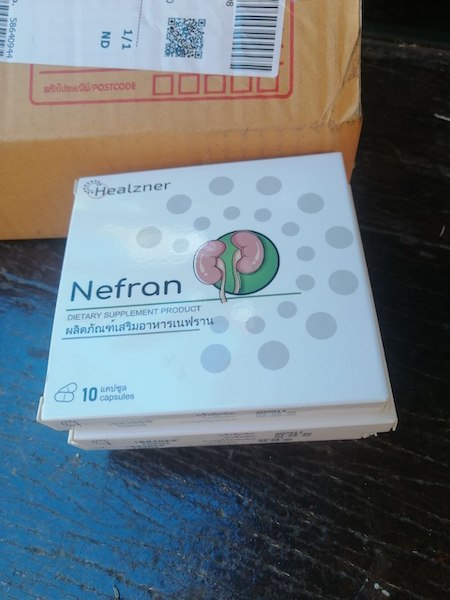 58640944
1/1
ND
รหัสไปรษณีย์/POSTCODE
Healzner
Nefran
DIETARY SUPPLEMENT PRODUCT
ผลิตภัณฑ์เสริมอาหารเนฟราน
10 แคปซูล
capsules